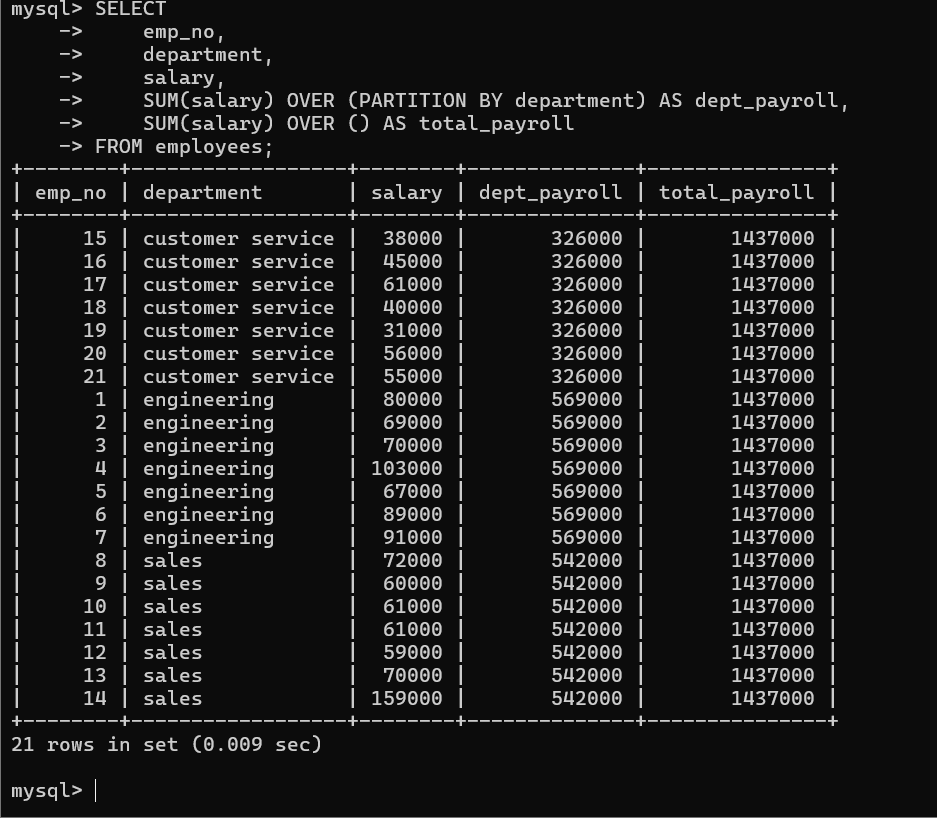 mysql> SELECT
    ->     emp_no,
    ->     department,
    ->     salary,
    ->     SUM(salary) OVER (PARTITION BY department) AS dept_payroll,
    ->     SUM(salary) OVER () AS total_payroll
    -> FROM employees;
+--------+------------------+--------+--------------+---------------+
| emp_no | department       | salary | dept_payroll | total_payroll |
+--------+------------------+--------+--------------+---------------+
|     15 | customer service |  38000 |       326000 |       1437000 |
|     16 | customer service |  45000 |       326000 |       1437000 |
|     17 | customer service |  61000 |       326000 |       1437000 |
|     18 | customer service |  40000 |       326000 |       1437000 |
|     19 | customer service |  31000 |       326000 |       1437000 |
|     20 | customer service |  56000 |       326000 |       1437000 |
|     21 | customer service |  55000 |       326000 |       1437000 |
|      1 | engineering      |  80000 |       569000 |       1437000 |
|      2 | engineering      |  69000 |       569000 |       1437000 |
|      3 | engineering      |  70000 |       569000 |       1437000 |
|      4 | engineering      | 103000 |       569000 |       1437000 |
|      5 | engineering      |  67000 |       569000 |       1437000 |
|      6 | engineering      |  89000 |       569000 |       1437000 |
|      7 | engineering      |  91000 |       569000 |       1437000 |
|      8 | sales            |  72000 |       542000 |       1437000 |
|      9 | sales            |  60000 |       542000 |       1437000 |
|     10 | sales            |  61000 |       542000 |       1437000 |
|     11 | sales            |  61000 |       542000 |       1437000 |
|     12 | sales            |  59000 |       542000 |       1437000 |
|     13 | sales            |  70000 |       542000 |       1437000 |
|     14 | sales            | 159000 |       542000 |       1437000 |
+--------+------------------+--------+--------------+---------------+
21 rows in set (0.009 sec)
mysql>